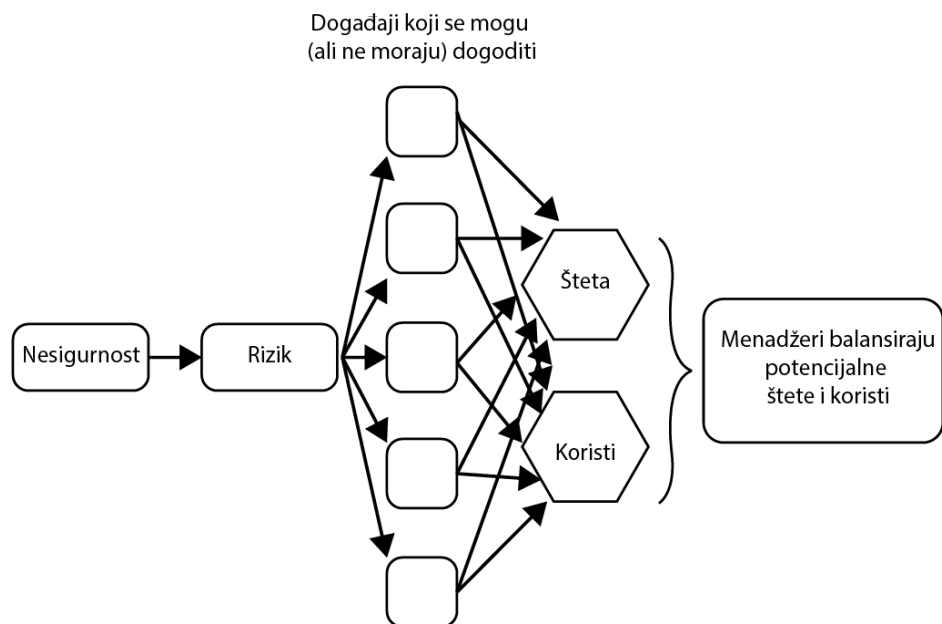 Događaji koji se mogu
(ali ne moraju) dogoditi
Nesigurnost
Rizik
Šteta
Koristi
Menadžeri balansiraju
potencijalne
štete i koristi